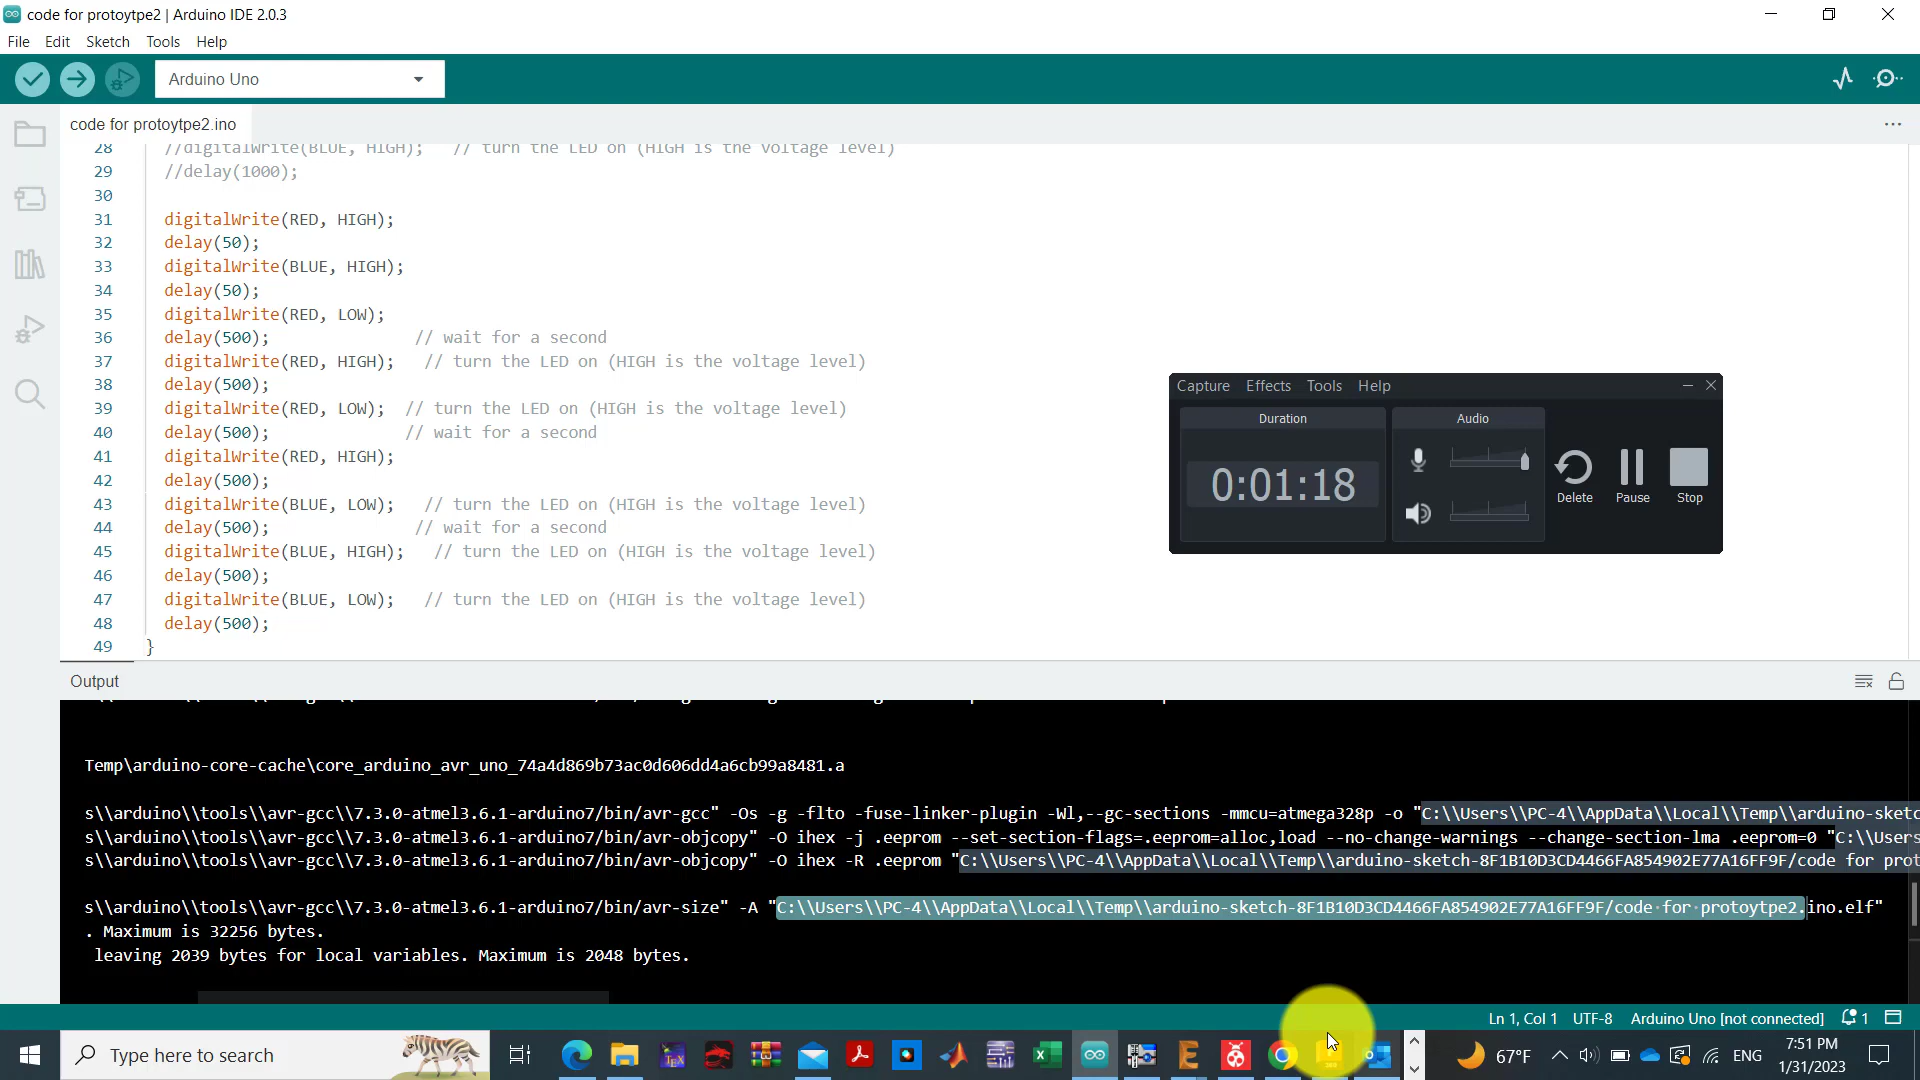 code for protoytpe2 | Arduino IDE 2.0.3
File Edit Sketch Tools Help
Arduino Uno
code for protoytpe2.ino
28 //digitalWrite(BLUE, HIGH); // turn the LED on (HIGH is the voltage level)
29 //delay(1000);
30
31 digitalWrite(RED, HIGH);
32 delay(50);
33 digitalWrite(BLUE, HIGH);
34 delay(50);
35 digitalWrite(RED, LOW);
36 delay(500); // wait for a second
37 digitalWrite(RED, HIGH); // turn the LED on (HIGH is the voltage level)
38 delay(500);
39 digitalWrite(RED, LOW); // turn the LED on (HIGH is the voltage level)
40 delay(500); // wait for a second
41 digitalWrite(RED, HIGH);
42 delay(500);
43 digitalWrite(BLUE, LOW); // turn the LED on (HIGH is the voltage level)
44 delay(500); // wait for a second
45 digitalWrite(BLUE, HIGH); // turn the LED on (HIGH is the voltage level)
46 delay(500);
47 digitalWrite(BLUE, LOW); // turn the LED on (HIGH is the voltage level)
48 delay(500);
49 }
Capture Effects Tools Help
Duration Audio
0:01:18
Delete Pause Stop
Output
Temp\arduino-core-cache\core_arduino_avr_uno_74a4d869b73ac0d606dd4a6cb99a8481.a
s\\arduino\\tools\\avr-gcc\\7.3.0-atmel3.6.1-arduino7/bin/avr-gcc" -Os -g -flto -fuse-linker-plugin -Wl,--gc-sections -mmcu=atmega328p -o "C:\\Users\\PC-4\\AppData\\Local\\Temp\\arduino-sketc
s\\arduino\\tools\\avr-gcc\\7.3.0-atmel3.6.1-arduino7/bin/avr-objcopy" -O ihex -j .eeprom --set-section-flags=.eeprom=alloc,load --no-change-warnings --change-section-lma .eeprom=0 "C:\\Users
s\\arduino\\tools\\avr-gcc\\7.3.0-atmel3.6.1-arduino7/bin/avr-objcopy" -O ihex -R .eeprom "C:\\Users\\PC-4\\AppData\\Local\\Temp\\arduino-sketch-8F1B10D3CD4466FA854902E77A16FF9F/code for prot
s\\arduino\\tools\\avr-gcc\\7.3.0-atmel3.6.1-arduino7/bin/avr-size" -A "C:\\Users\\PC-4\\AppData\\Local\\Temp\\arduino-sketch-8F1B10D3CD4466FA854902E77A16FF9F/code·for·protoytpe2.ino.elf"
. Maximum is 32256 bytes.
leaving 2039 bytes for local variables. Maximum is 2048 bytes.
Ln 1, Col 1 UTF-8 Arduino Uno [not connected] 1
Type here to search
67°F ENG
7:51 PM
1/31/2023